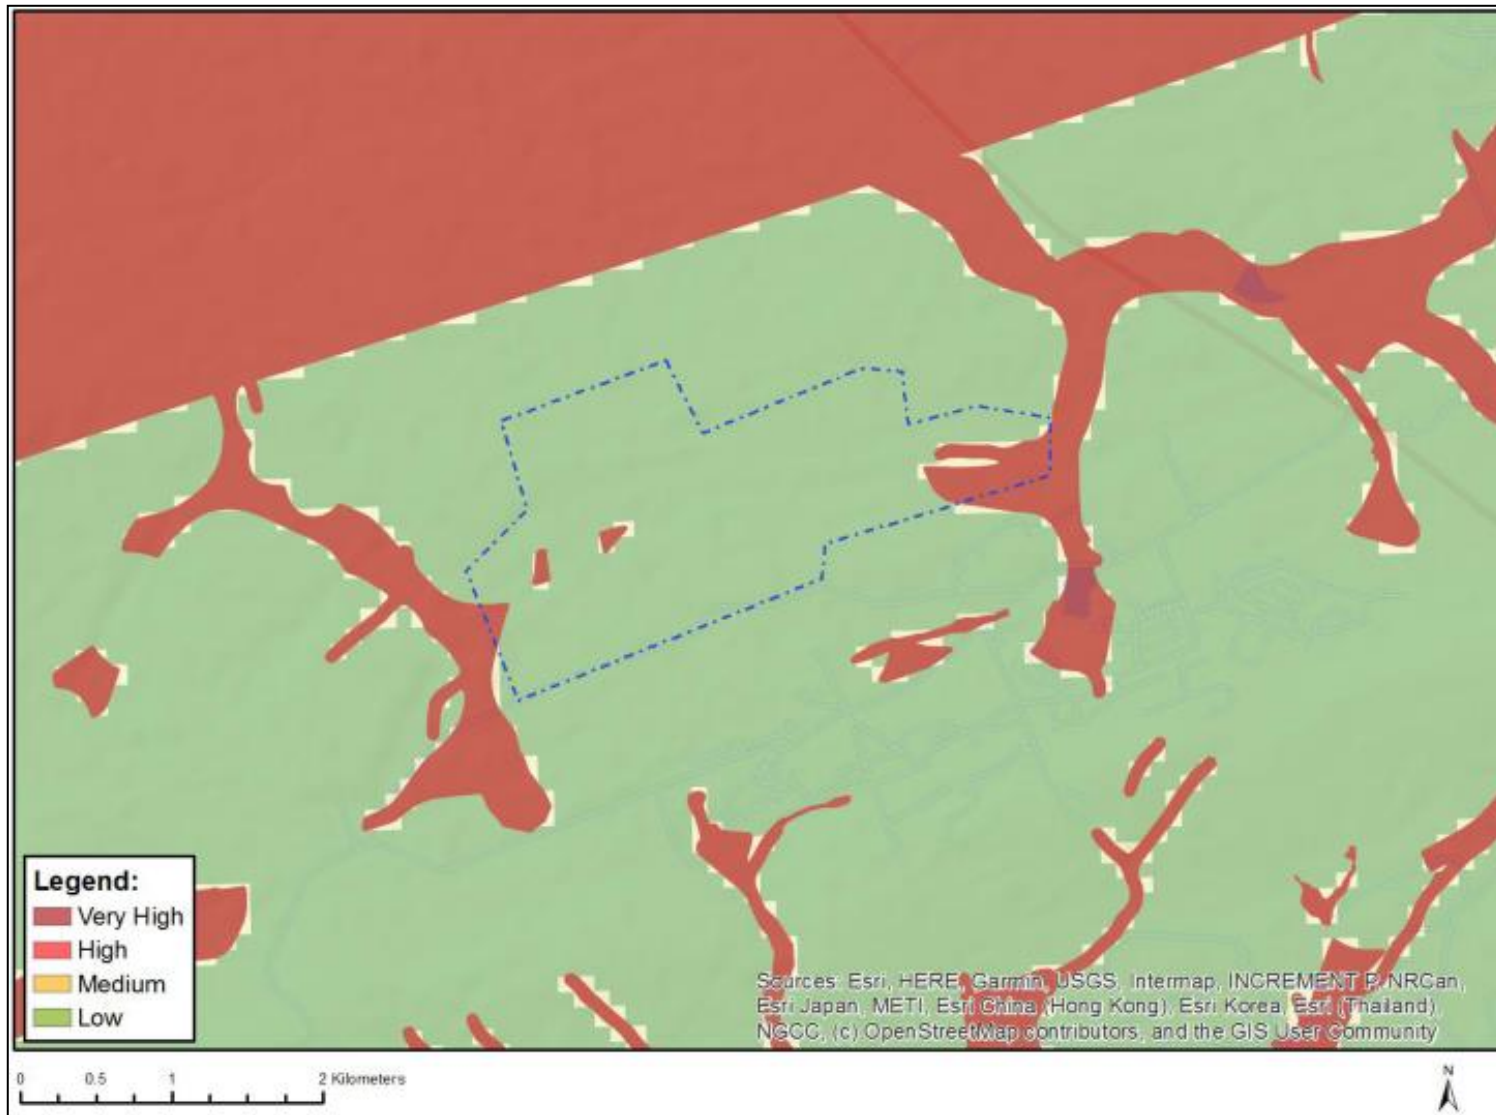 Legend:
Very High
High
Medium
Low
Sources: Esri, HERE, Garmin, USGS, Intermap, INCREMENT P, NRCan,
Esri Japan, METI, Esri China (Hong Kong), Esri Korea, Esri (Thailand),
NGCC, (c) OpenStreetMap contributors, and the GIS User Community
0 0.5 1 2 Kilometers
N